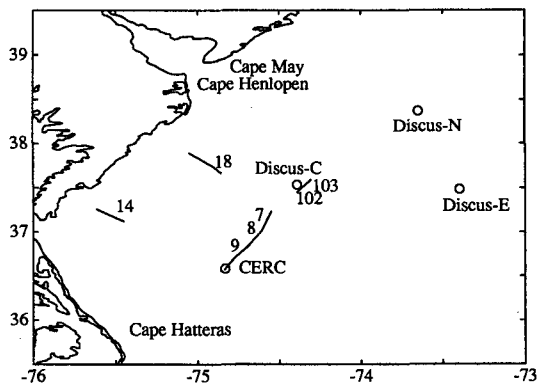 39
Cape May
Cape Henlopen
Discus-N
38
18
Discus-C
103
102
Discus-E
14
7
8
37
9
CERC
36
Cape Hatteras
-76
-75
-74
-73